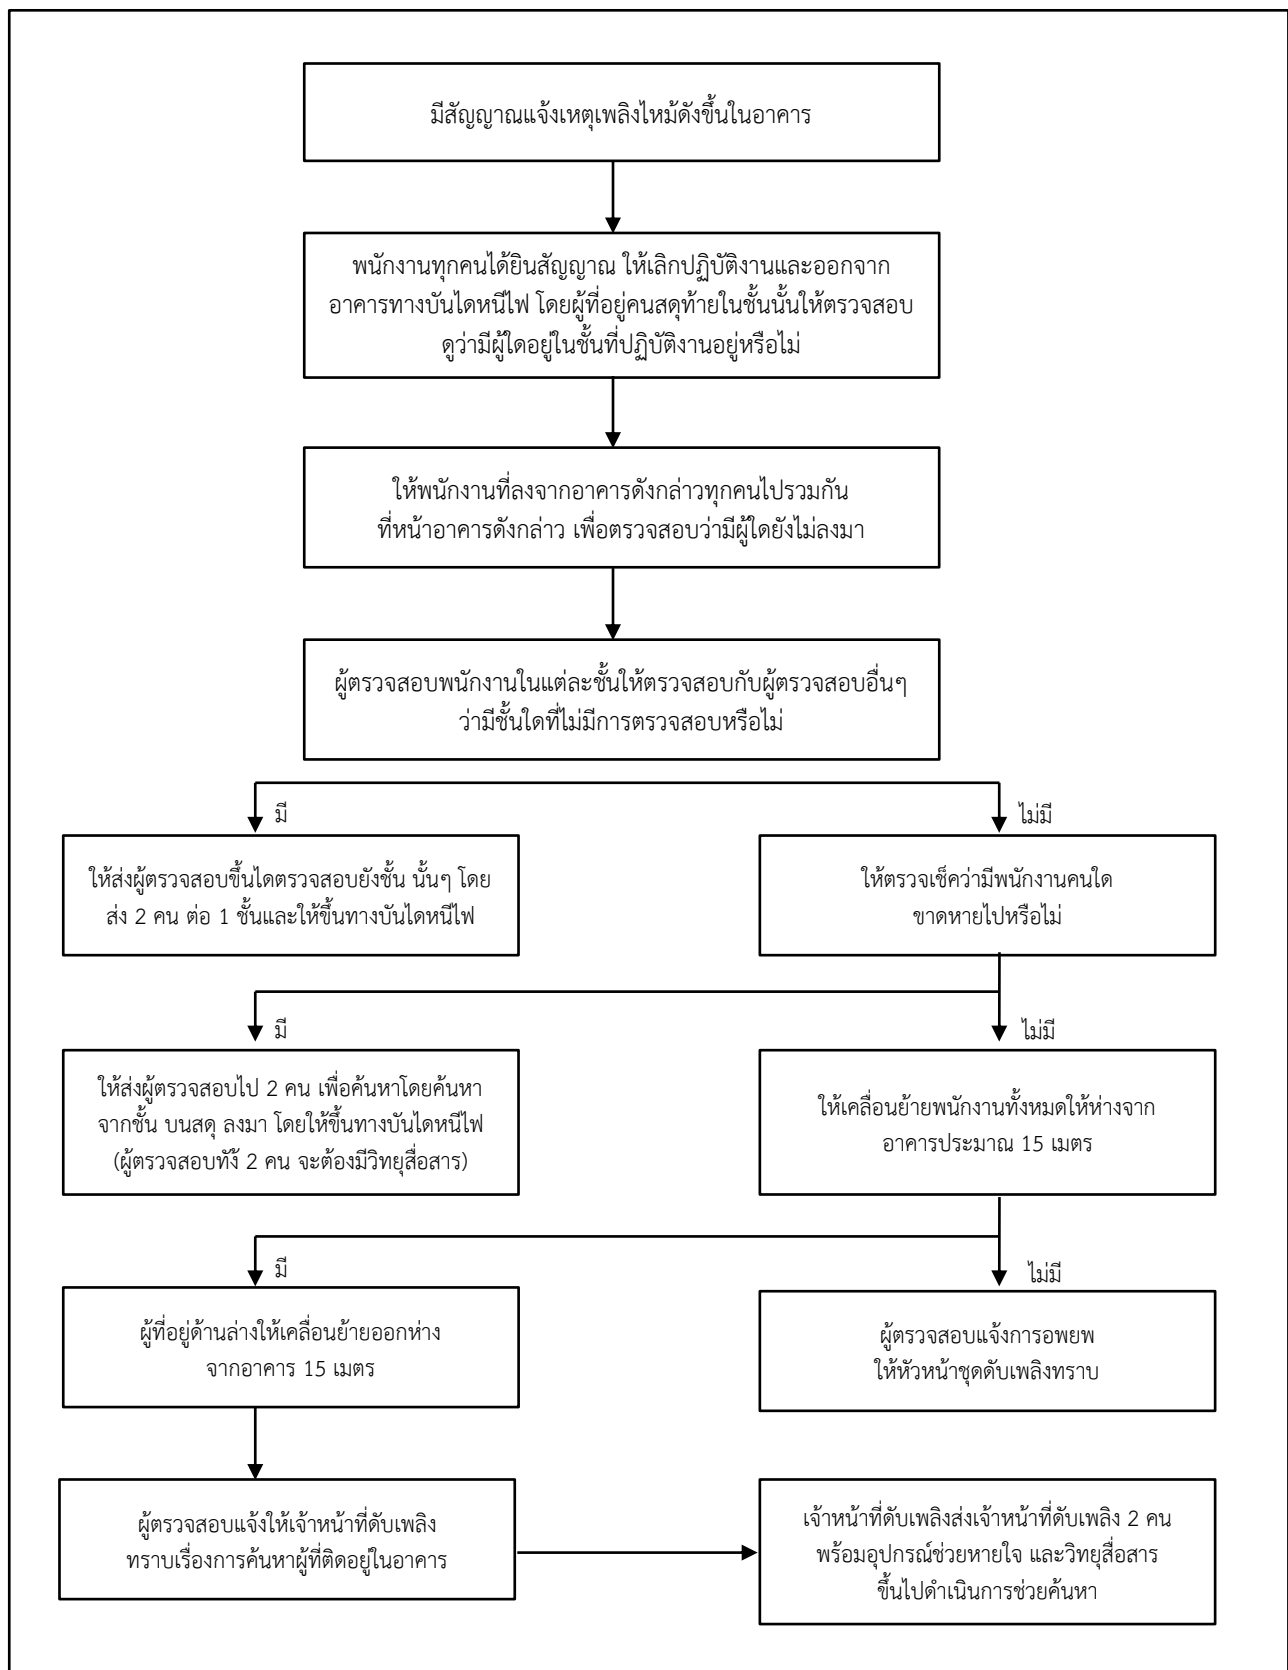 มีสัญญาณแจ้งเหตุเพลิงไหม้ดังขึ้นในอาคาร
พนักงานทุกคนได้ยินสัญญาณ ให้เลิกปฏิบัติงานและออกจาก
อาคารทางบันไดหนีไฟ โดยผู้ที่อยู่คนสดุท้ายในชั้นนั้นให้ตรวจสอบ
ดูว่ามีผู้ใดอยู่ในชั้นที่ปฏิบัติงานอยู่หรือไม่
ให้พนักงานที่ลงจากอาคารดังกล่าวทุกคนไปรวมกัน
ที่หน้าอาคารดังกล่าว เพื่อตรวจสอบว่ามีผู้ใดยังไม่ลงมา
ผู้ตรวจสอบพนักงานในแต่ละชั้นให้ตรวจสอบกับผู้ตรวจสอบอื่นๆ
ว่ามีชั้นใดที่ไม่มีการตรวจสอบหรือไม่
มี
ไม่มี
ให้ส่งผู้ตรวจสอบขึ้นไดตรวจสอบยังชั้น นั้นๆ โดย
ส่ง 2 คน ต่อ 1 ชั้นและให้ขึ้นทางบันไดหนีไฟ
ให้ตรวจเช็คว่ามีพนักงานคนใด
ขาดหายไปหรือไม่
มี
ไม่มี
ให้ส่งผู้ตรวจสอบไป 2 คน เพื่อค้นหาโดยค้นหา
จากชั้น บนสดุ ลงมา โดยให้ขึ้นทางบันไดหนีไฟ
(ผู้ตรวจสอบทั้ง้ 2 คน จะต้องมีวิทยุสื่อสาร)
ให้เคลื่อนย้ายพนักงานทั้งหมดให้ห่างจาก
อาคารประมาณ 15 เมตร
มี
ไม่มี
ผู้ที่อยู่ด้านล่างให้เคลื่อนย้ายออกห่าง
จากอาคาร 15 เมตร
ผู้ตรวจสอบแจ้งการอพยพ
ให้หัวหน้าชุดดับเพลิงทราบ
ผู้ตรวจสอบแจ้งให้เจ้าหน้าที่ดับเพลิง
ทราบเรื่องการค้นหาผู้ที่ติดอยู่ในอาคาร
เจ้าหน้าที่ดับเพลิงส่งเจ้าหน้าที่ดับเพลิง 2 คน
พร้อมอุปกรณ์ช่วยหายใจ และวิทยุสื่อสาร
ขึ้นไปดำเนินการช่วยค้นหา